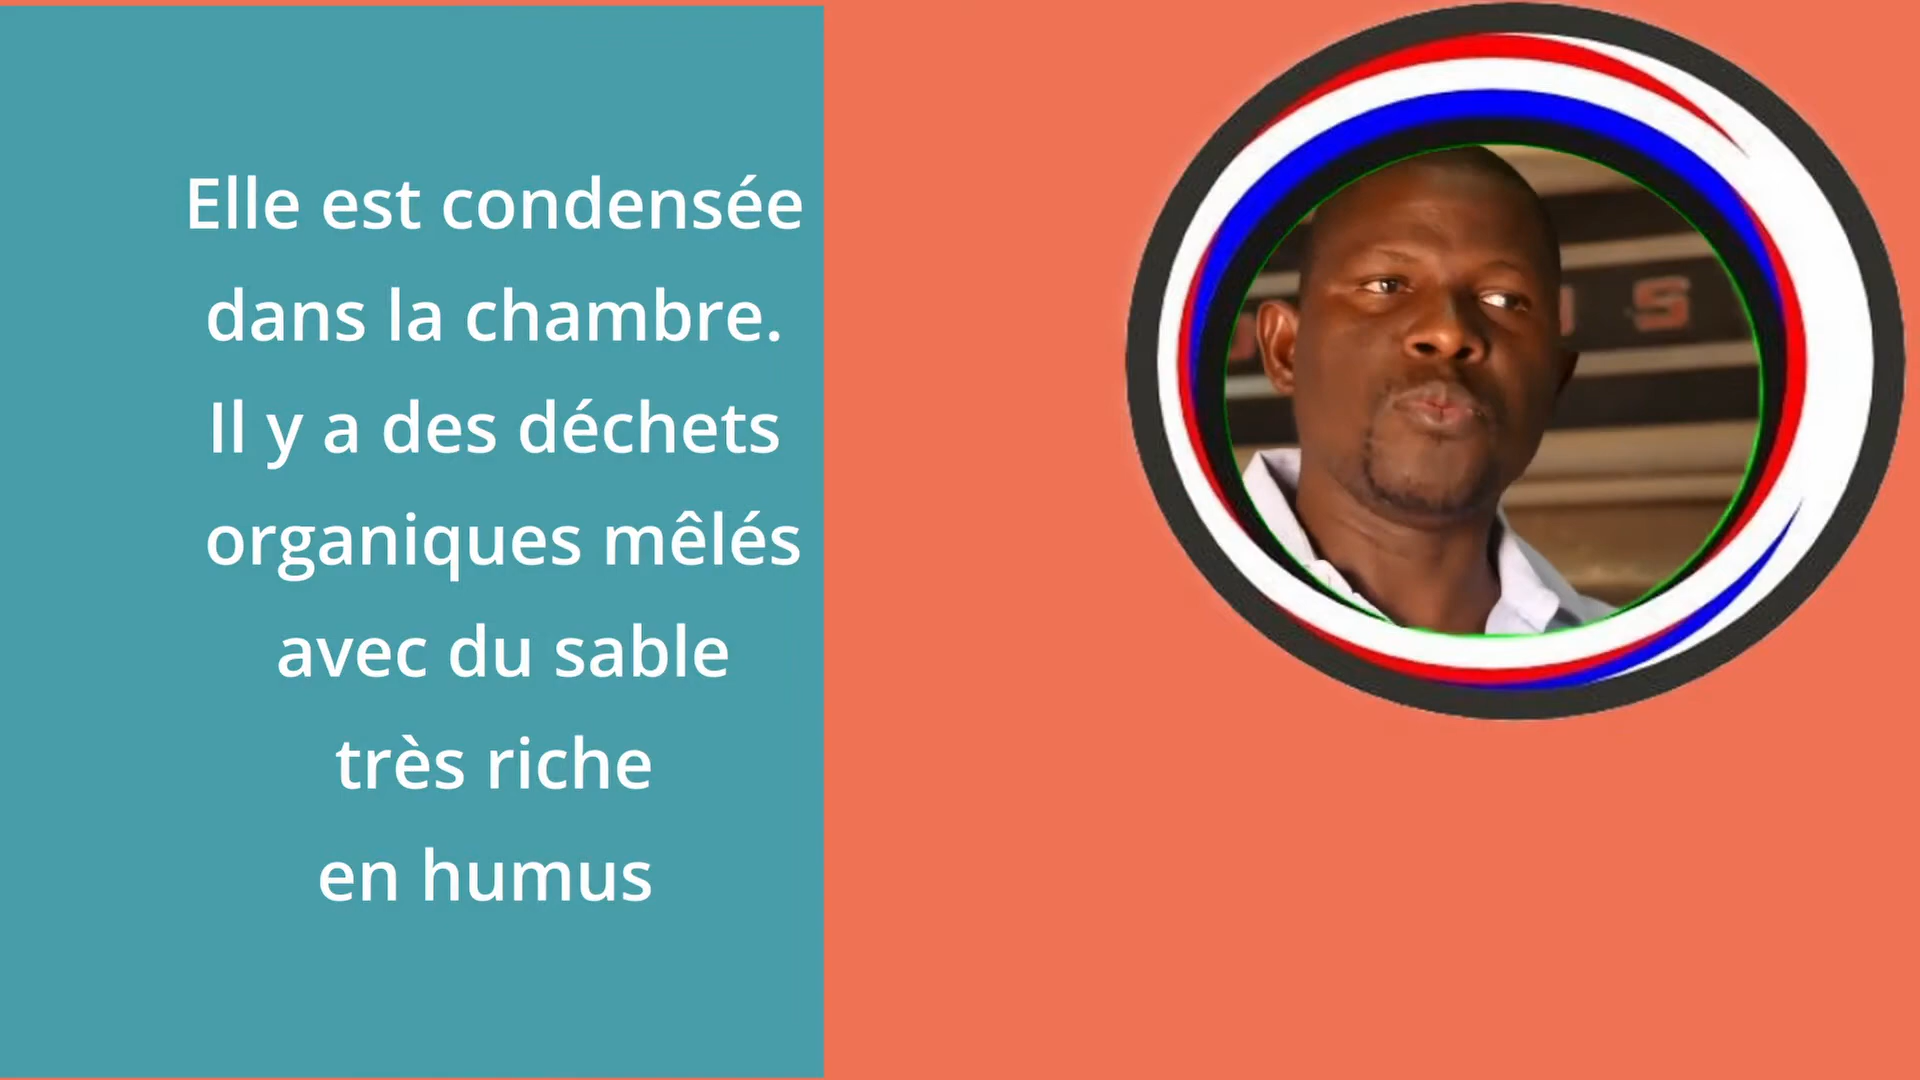 Elle est condensée
dans la chambre.
Il y a des déchets
organiques mêlés
avec du sable
très riche
en humus